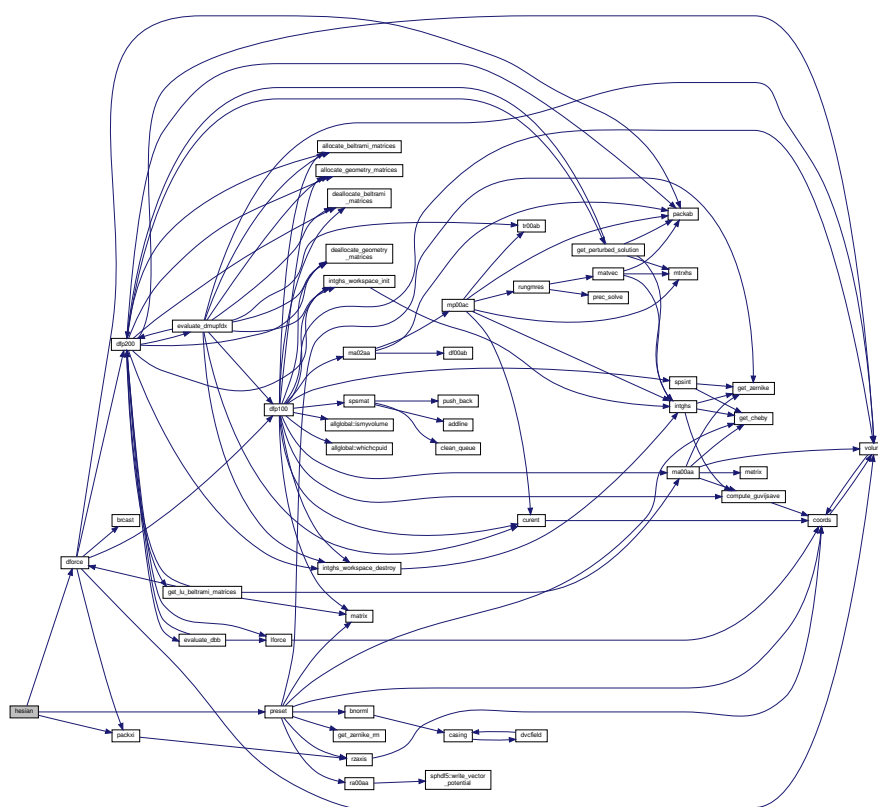 allocate_beltrami_matrices
allocate_geometry_matrices
deallocate_beltrami
_matrices
packab
tr00ab
get_perturbed_solution
deallocate_geometry
_matrices
mtrxhs
matvec
intghs_workspace_init
rungmres
prec_solve
mp00ac
evaluate_dmupfdx
dfp200
ma02aa
df00ab
spsint
get_zernike
spsmat
push_back
intghs
dfp100
get_cheby
addline
allglobal::ismyvolume
clean_queue
allglobal::whichcpuid
volume
ma00aa
metrix
compute_guvijsave
brcast
curent
coords
dforce
intghs_workspace_destroy
get_lu_beltrami_matrices
matrix
evaluate_dbb
lforce
hesian
preset
bnorml
packxi
get_zernike_rm
casing
dvcfield
rzaxis
ra00aa
sphdf5::write_vector
_potential